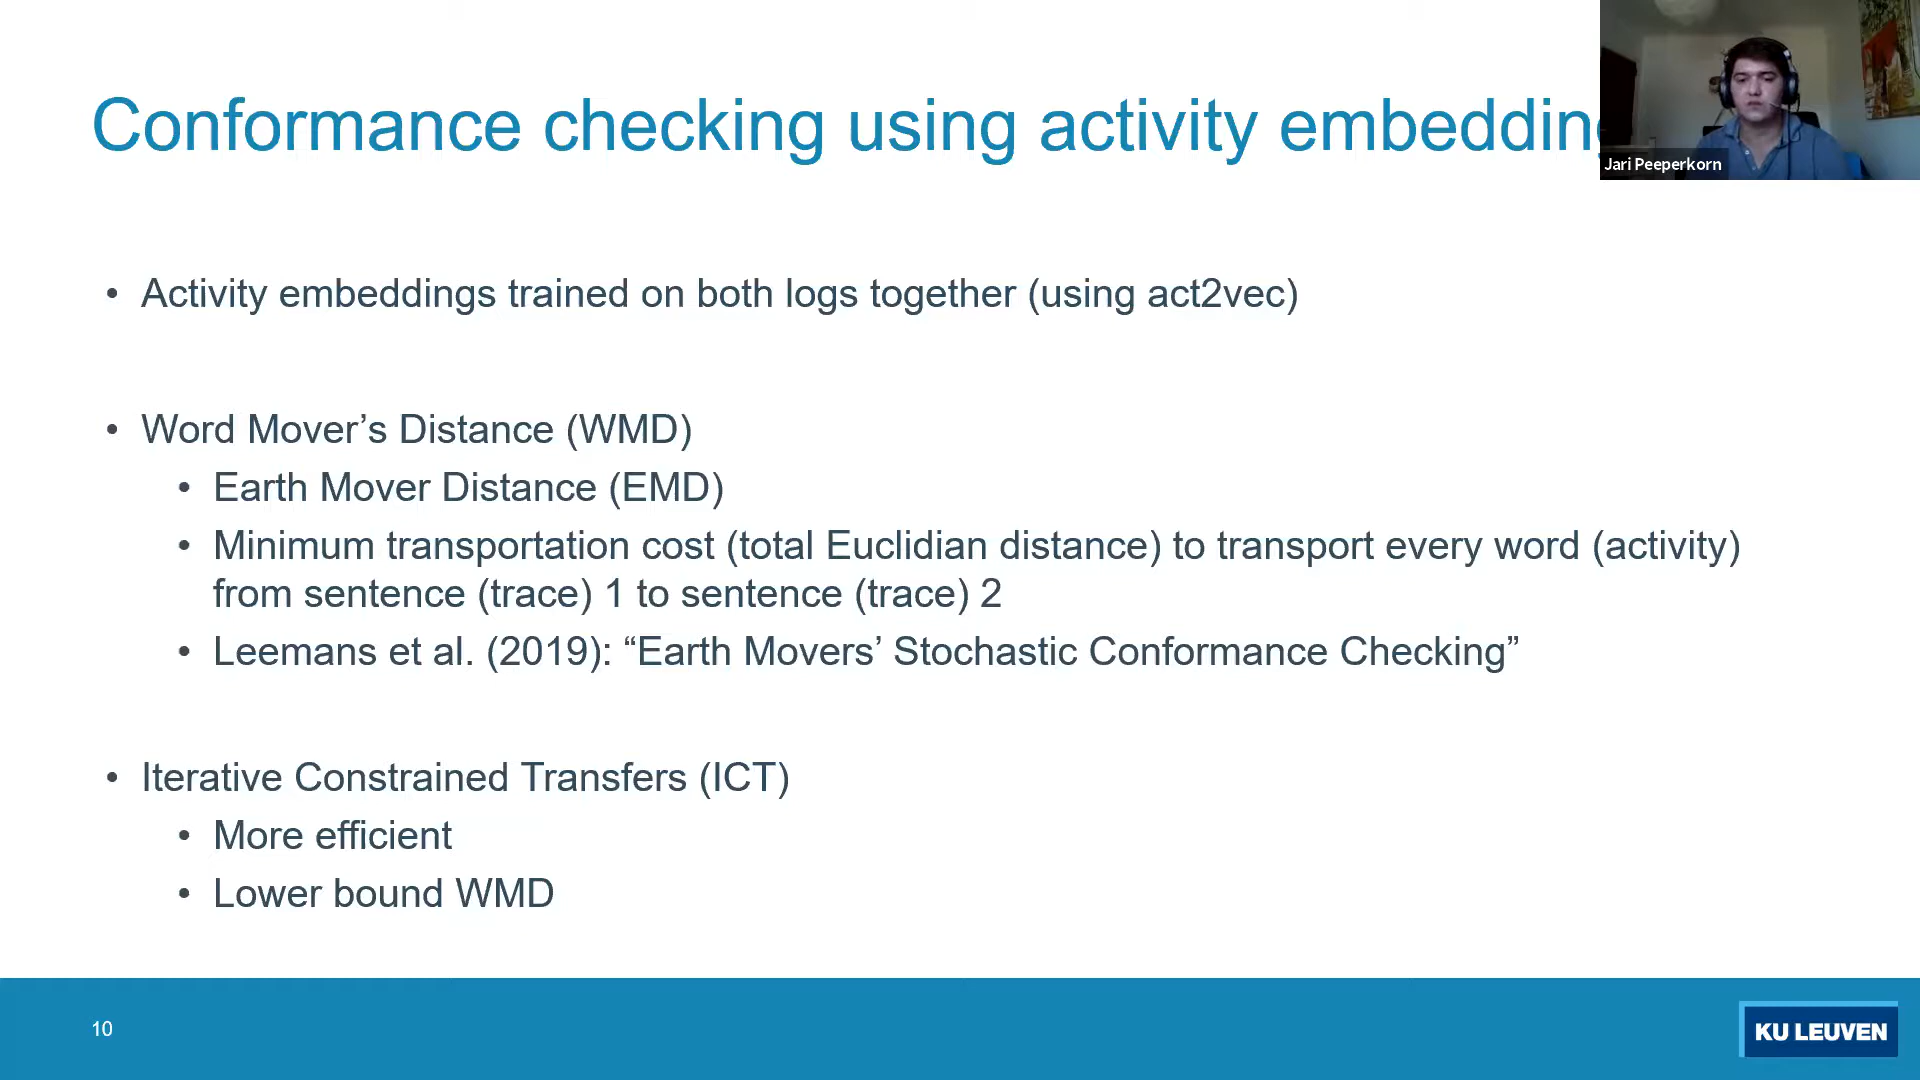 Conformance checking using activity embedding
Jari Peeperkorn
• Activity embeddings trained on both logs together (using act2vec)
• Word Mover’s Distance (WMD)
• Earth Mover Distance (EMD)
• Minimum transportation cost (total Euclidian distance) to transport every word (activity)
from sentence (trace) 1 to sentence (trace) 2
• Leemans et al. (2019): “Earth Movers’ Stochastic Conformance Checking”
• Iterative Constrained Transfers (ICT)
• More efficient
• Lower bound WMD
10
KU LEUVEN